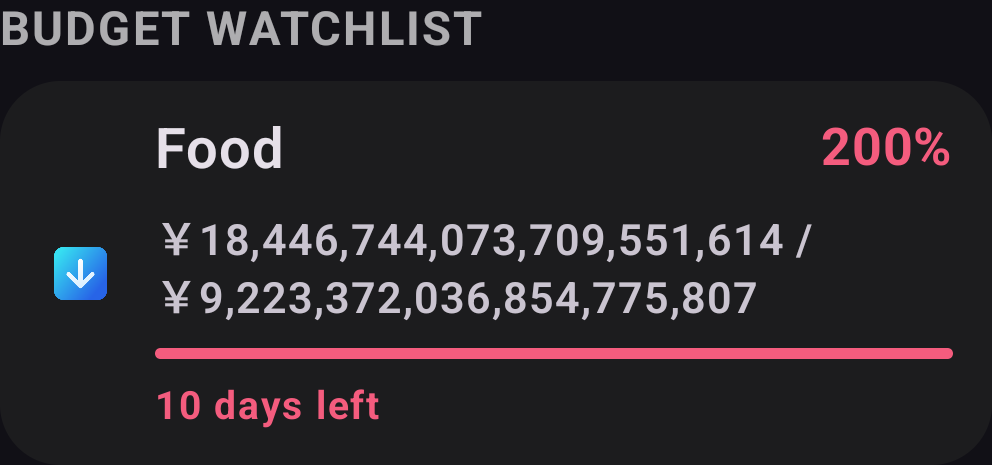 BUDGET WATCHLIST
Food
200%
¥18,446,744,073,709,551,614 /
¥9,223,372,036,854,775,807
10 days left